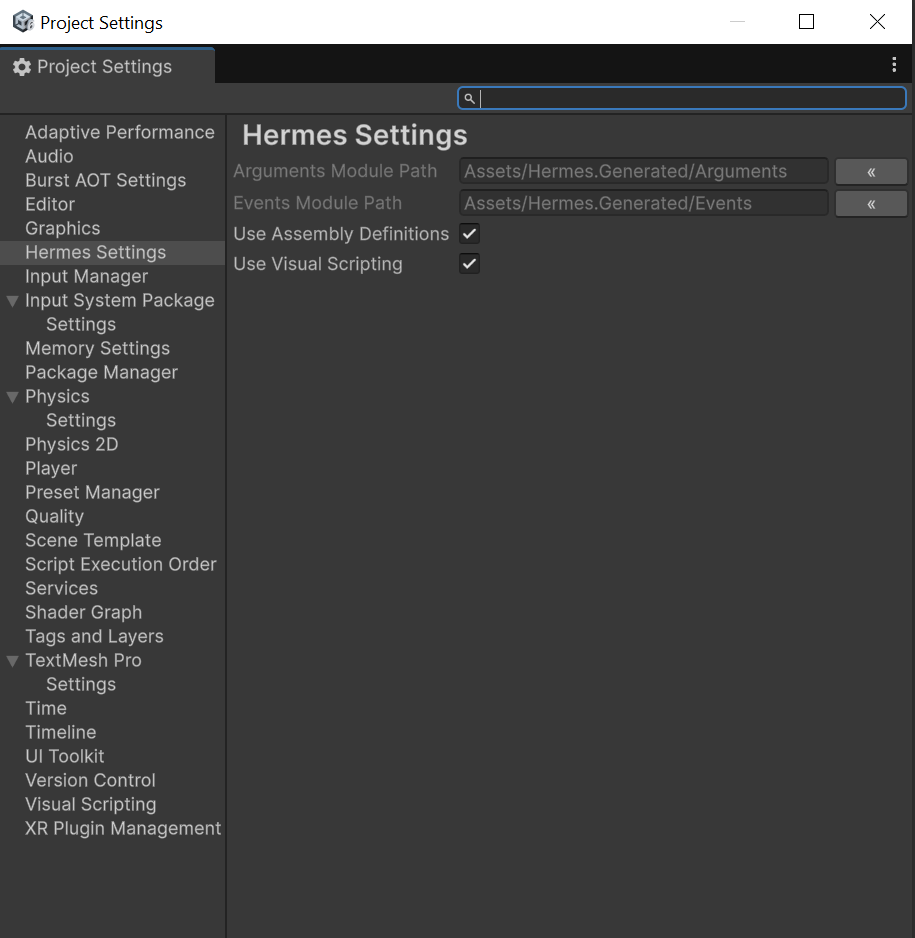 Project Settings
Project Settings
Adaptive Performance
Audio
Burst AOT Settings
Editor
Graphics
Hermes Settings
Input Manager
Input System Package
Settings
Memory Settings
Package Manager
Physics
Settings
Physics 2D
Player
Preset Manager
Quality
Scene Template
Script Execution Order
Services
Shader Graph
Tags and Layers
TextMesh Pro
Settings
Time
Timeline
UI Toolkit
Version Control
Visual Scripting
XR Plugin Management
Hermes Settings
Arguments Module Path Assets/Hermes.Generated/Arguments «
Events Module Path Assets/Hermes.Generated/Events «
Use Assembly Definitions
Use Visual Scripting